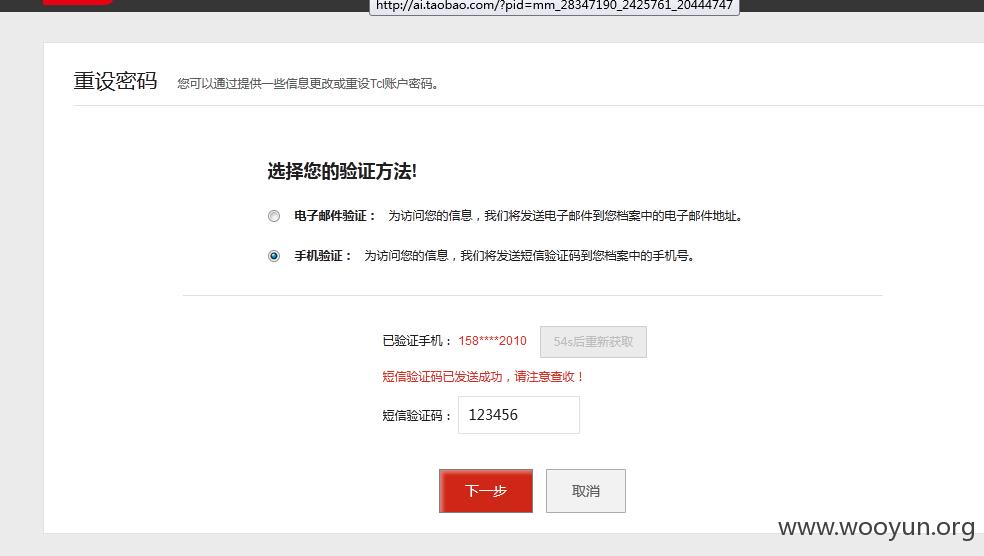 http://ai.taobao.com/?pid=mm_28347190_2425761_20444747
重设密码 您可以通过提供一些信息更改或重设Tcl账户密码。
选择您的验证方法!
电子邮件验证： 为访问您的信息，我们将发送电子邮件到您档案中的电子邮件地址。
手机验证： 为访问您的信息，我们将发送短信验证码到您档案中的手机号。
已验证手机： 158****2010 54s后重新获取
短信验证码已发送成功，请注意查收！
短信验证码： 123456
下一步 取消
www.wooyun.org